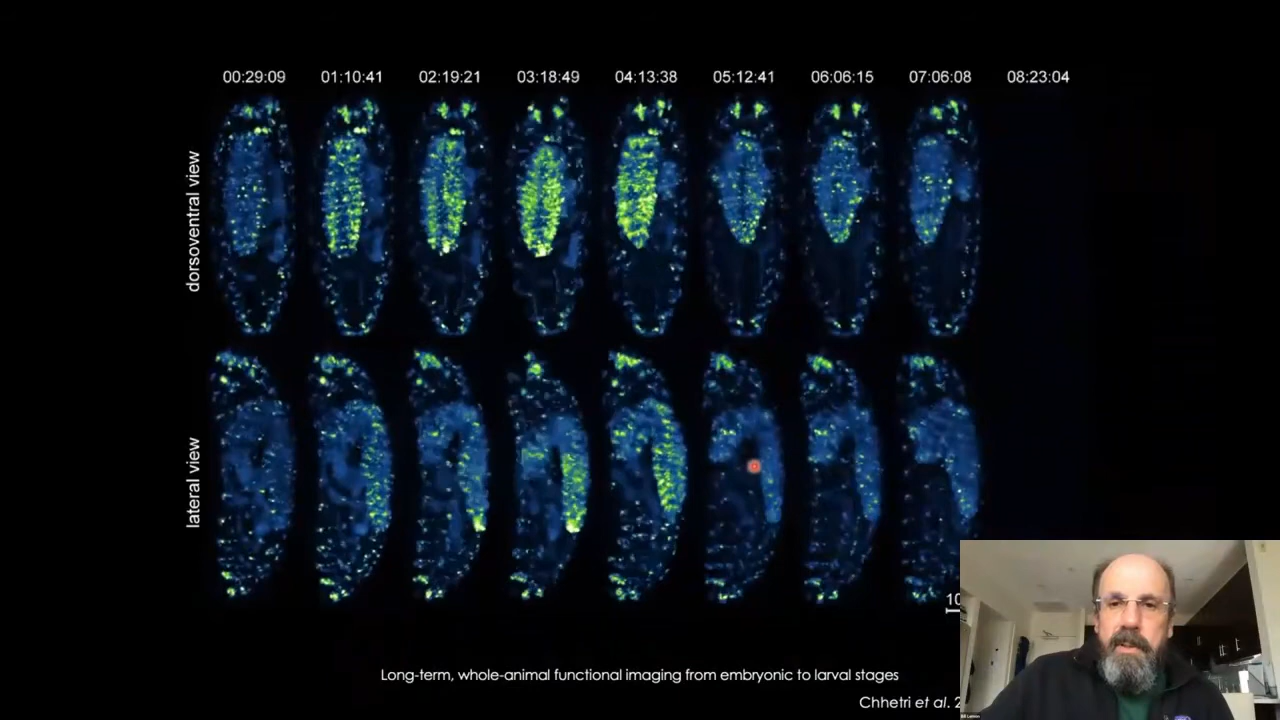 00:29:09 01:10:41 02:19:21 03:18:49 04:13:38 05:12:41 06:06:15 07:06:08 08:23:04
dorsoventral view
lateral view
10
Long-term, whole-animal functional imaging from embryonic to larval stages
Chhetri et al. 2